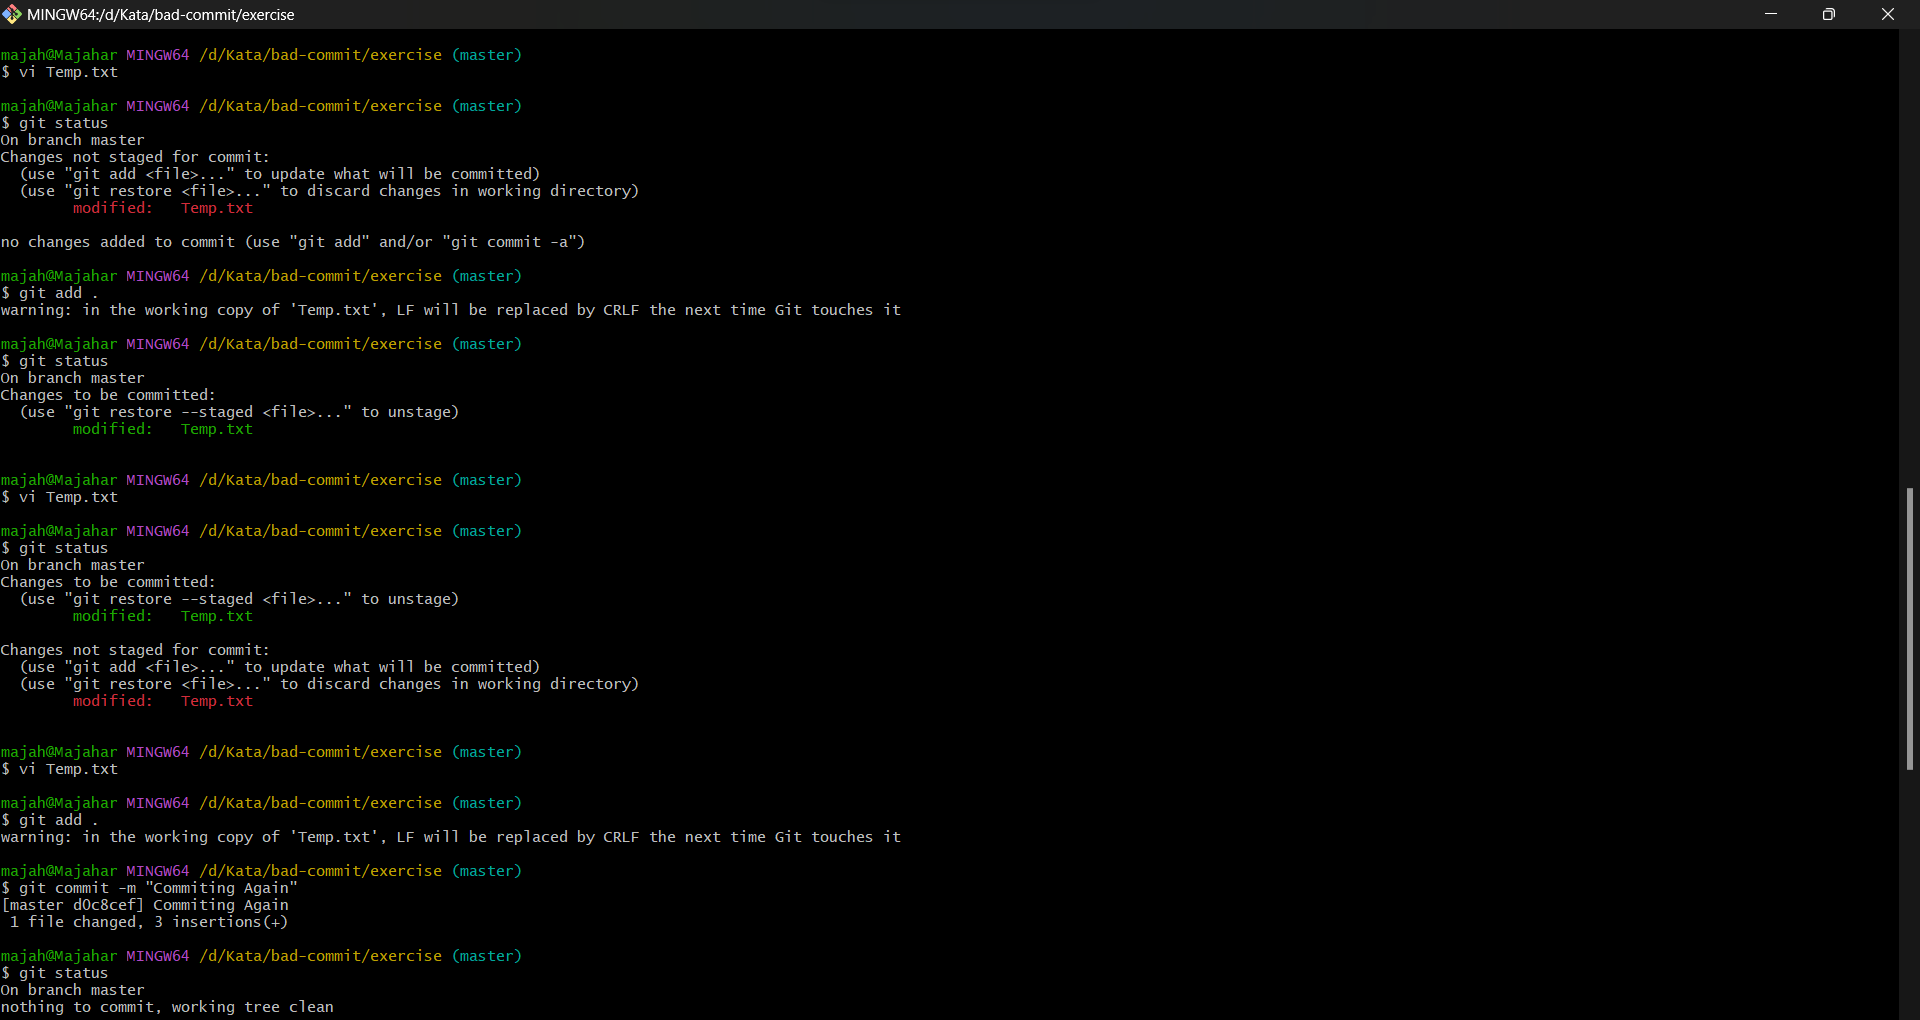 MINGW64:/d/Kata/bad-commit/exercise
majah@Majahar MINGW64 /d/Kata/bad-commit/exercise (master)
$ vi Temp.txt
majah@Majahar MINGW64 /d/Kata/bad-commit/exercise (master)
$ git status
On branch master
Changes not staged for commit:
  (use "git add <file>..." to update what will be committed)
  (use "git restore <file>..." to discard changes in working directory)
        modified:   Temp.txt
no changes added to commit (use "git add" and/or "git commit -a")
majah@Majahar MINGW64 /d/Kata/bad-commit/exercise (master)
$ git add .
warning: in the working copy of 'Temp.txt', LF will be replaced by CRLF the next time Git touches it
majah@Majahar MINGW64 /d/Kata/bad-commit/exercise (master)
$ git status
On branch master
Changes to be committed:
  (use "git restore --staged <file>..." to unstage)
        modified:   Temp.txt
majah@Majahar MINGW64 /d/Kata/bad-commit/exercise (master)
$ vi Temp.txt
majah@Majahar MINGW64 /d/Kata/bad-commit/exercise (master)
$ git status
On branch master
Changes to be committed:
  (use "git restore --staged <file>..." to unstage)
        modified:   Temp.txt
Changes not staged for commit:
  (use "git add <file>..." to update what will be committed)
  (use "git restore <file>..." to discard changes in working directory)
        modified:   Temp.txt
majah@Majahar MINGW64 /d/Kata/bad-commit/exercise (master)
$ vi Temp.txt
majah@Majahar MINGW64 /d/Kata/bad-commit/exercise (master)
$ git add .
warning: in the working copy of 'Temp.txt', LF will be replaced by CRLF the next time Git touches it
majah@Majahar MINGW64 /d/Kata/bad-commit/exercise (master)
$ git commit -m "Commiting Again"
[master d0c8cef] Commiting Again
 1 file changed, 3 insertions(+)
majah@Majahar MINGW64 /d/Kata/bad-commit/exercise (master)
$ git status
On branch master
nothing to commit, working tree clean